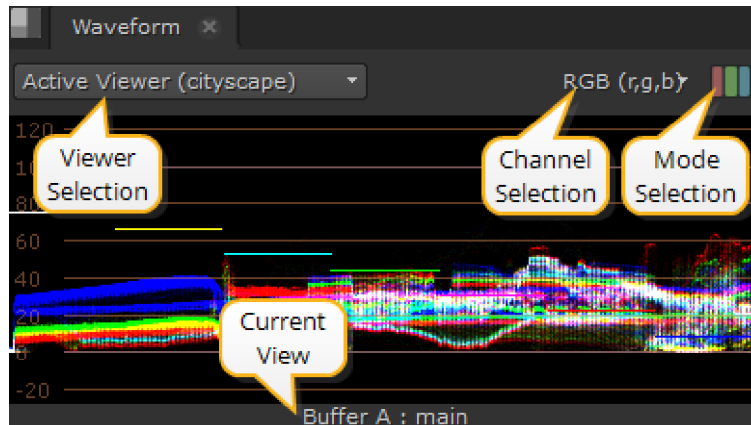 Waveform
Active Viewer (cityscape)
RGB (r,g,b)
120
Viewer
Selection
Channel
Selection
Mode
Selection
80
60
40
20
0
Current
View
-20
Buffer A : main